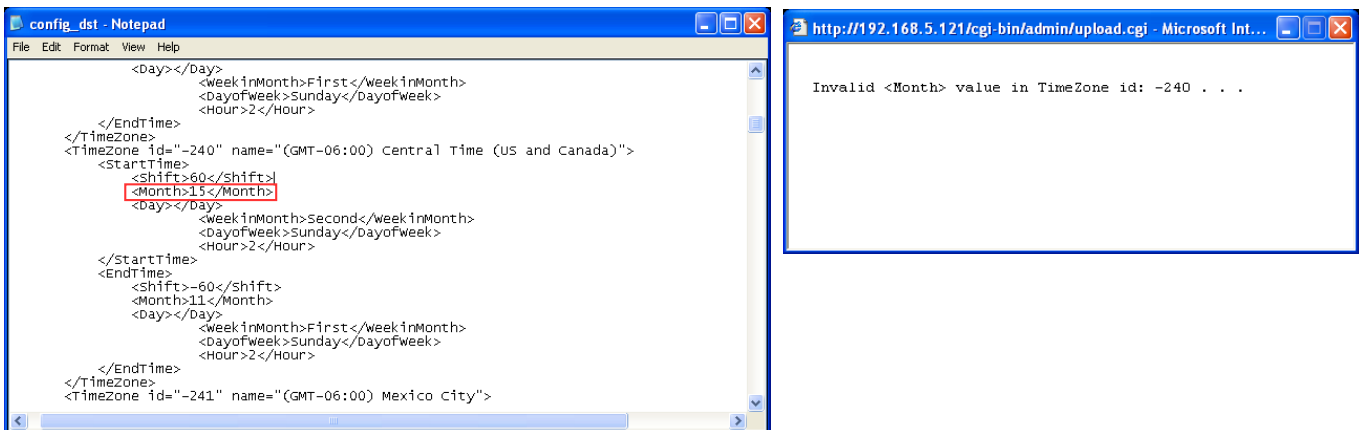 config_dst - Notepad
File Edit Format View Help
<Day></Day>
<WeekinMonth>First</WeekinMonth>
<DayofWeek>Sunday</DayofWeek>
<Hour>2</Hour>
</EndTime>
</TimeZone>
<TimeZone id="-240" name="(GMT-06:00) Central Time (US and Canada)">
<StartTime>
<Shift>60</Shift>
<Month>15</Month>
<Day></Day>
<WeekinMonth>Second</WeekinMonth>
<DayofWeek>Sunday</DayofWeek>
<Hour>2</Hour>
</StartTime>
<EndTime>
<Shift>-60</Shift>
<Month>11</Month>
<Day></Day>
<WeekinMonth>First</WeekinMonth>
<DayofWeek>Sunday</DayofWeek>
<Hour>2</Hour>
</EndTime>
</TimeZone>
<TimeZone id="-241" name="(GMT-06:00) Mexico City">
http://192.168.5.121/cgi-bin/admin/upload.cgi - Microsoft Int...
Invalid <Month> value in TimeZone id: -240 . . .